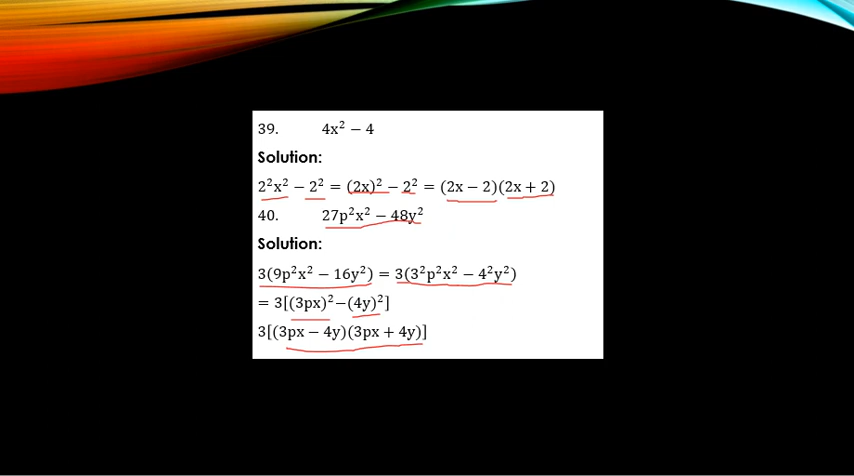 39. 4x² − 4
Solution:
2²x² − 2² = (2x)² − 2² = (2x − 2)(2x + 2)
40. 27p²x² − 48y²
Solution:
3(9p²x² − 16y²) = 3(3²p²x² − 4²y²)
= 3[(3px)²−(4y)²]
3[(3px − 4y)(3px + 4y)]